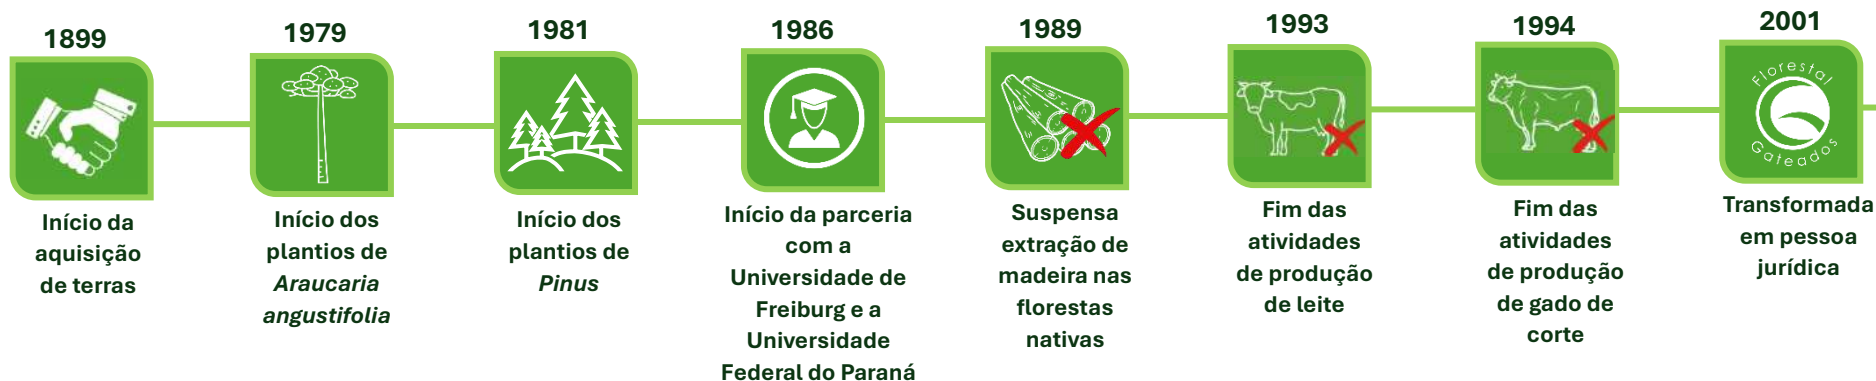 1899
Início da
aquisição
de terras
1979
Início dos
plantios de
Araucaria
angustifolia
1981
Início dos
plantios de
Pinus
1986
Início da parceria
com a
Universidade de
Freiburg e a
Universidade
Federal do Paraná
1989
Suspensa
extração de
madeira nas
florestas
nativas
1993
Fim das
atividades
de produção
de leite
1994
Fim das
atividades
de produção
de gado de
corte
2001
Florestal
Gateados
Transformada
em pessoa
jurídica